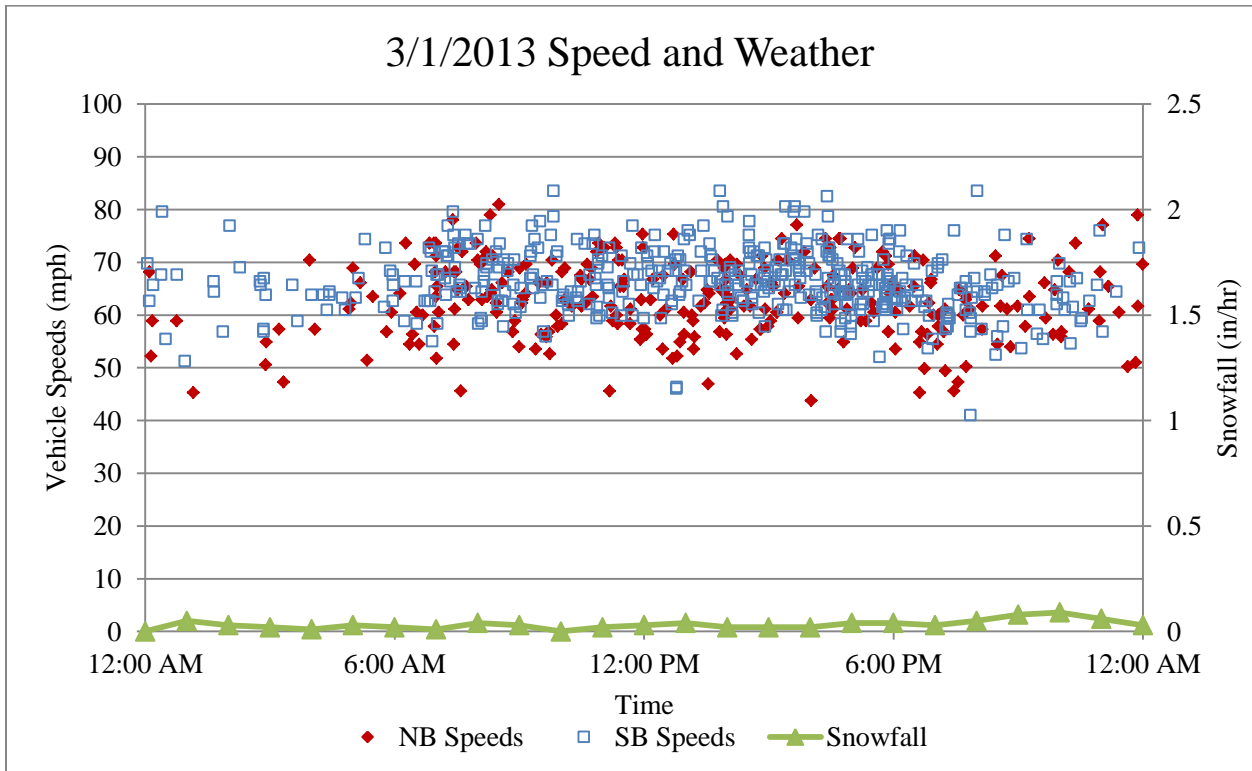 3/1/2013 Speed and Weather
100
90
80
70
60
50
40
30
20
10
0
Vehicle Speeds (mph)
2.5
2
1.5
1
0.5
0
Snowfall (in/hr)
12:00 AM 6:00 AM 12:00 PM 6:00 PM 12:00 AM
Time
NB Speeds SB Speeds Snowfall